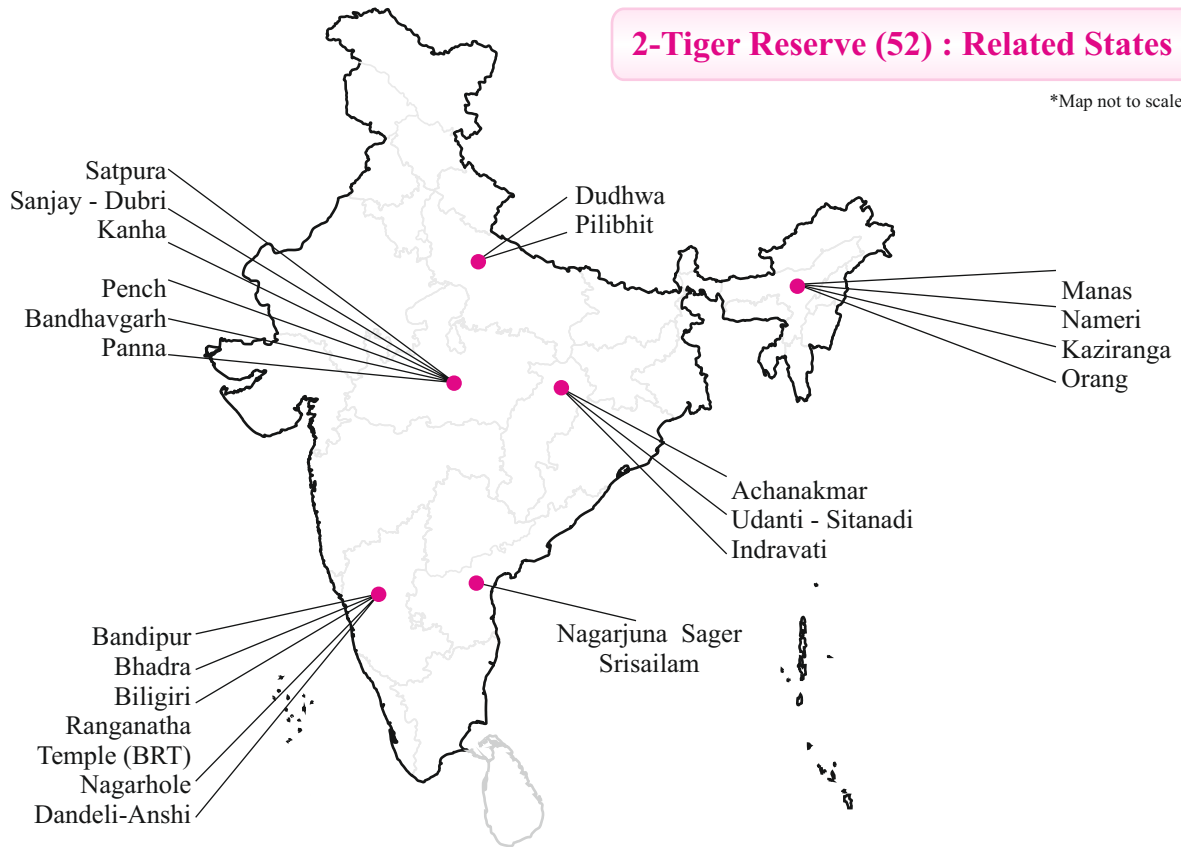 2-Tiger Reserve (52) : Related States
*Map not to scale
Satpura
Sanjay - Dubri
Kanha
Pench
Bandhavgarh
Panna
Dudhwa
Pilibhit
Manas
Nameri
Kaziranga
Orang
Achanakmar
Udanti - Sitanadi
Indravati
Nagarjuna Sager
Srisailam
Bandipur
Bhadra
Biligiri
Ranganatha
Temple (BRT)
Nagarhole
Dandeli-Anshi